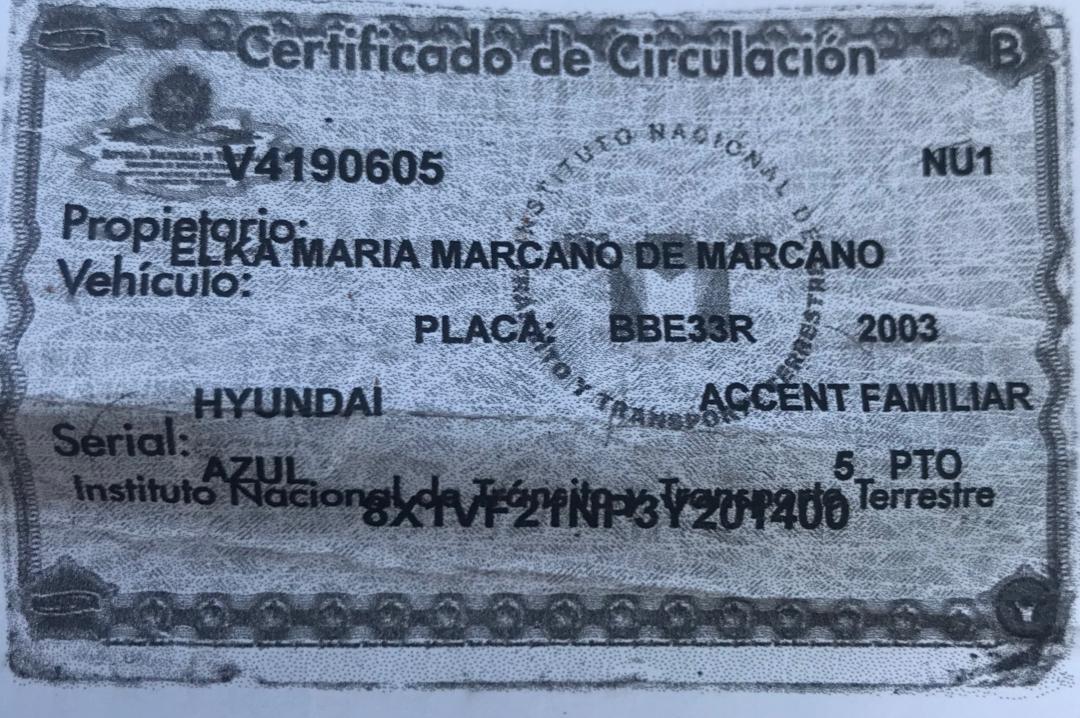 Certificado de Circulación
B
V4190605
NU1
INSTITUTO NACIONAL DE TRÁNSITO Y TRANSPORTE TERRESTRE
Propietario:
ELKA MARIA MARCANO DE MARCANO
Vehículo:
PLACA: BBE33R 2003
HYUNDAI ACCENT FAMILIAR
Serial:
AZUL 5 PTO
Instituto Nacional de Tránsito y Transporte Terrestre
8X1VF21NP3Y201400